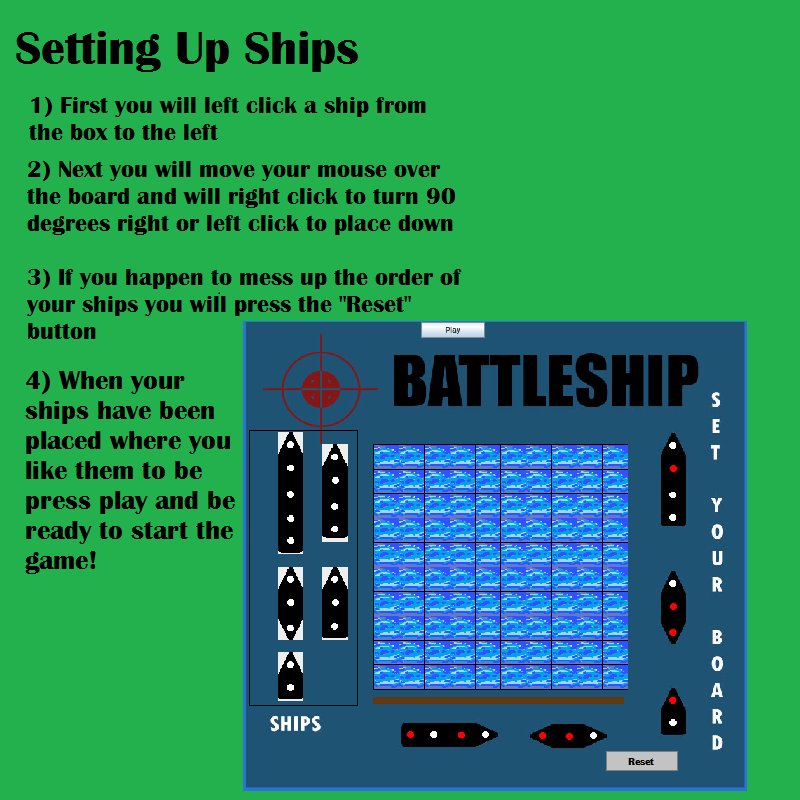 Setting Up Ships
1) First you will left click a ship from
the box to the left
2) Next you will move your mouse over
the board and will right click to turn 90
degrees right or left click to place down
3) If you happen to mess up the order of
your ships you will press the "Reset"
button
4) When your
ships have been
placed where you
like them to be
press play and be
ready to start the
game!
Play
BATTLESHIP
SET YOUR BOARD
SHIPS
Reset